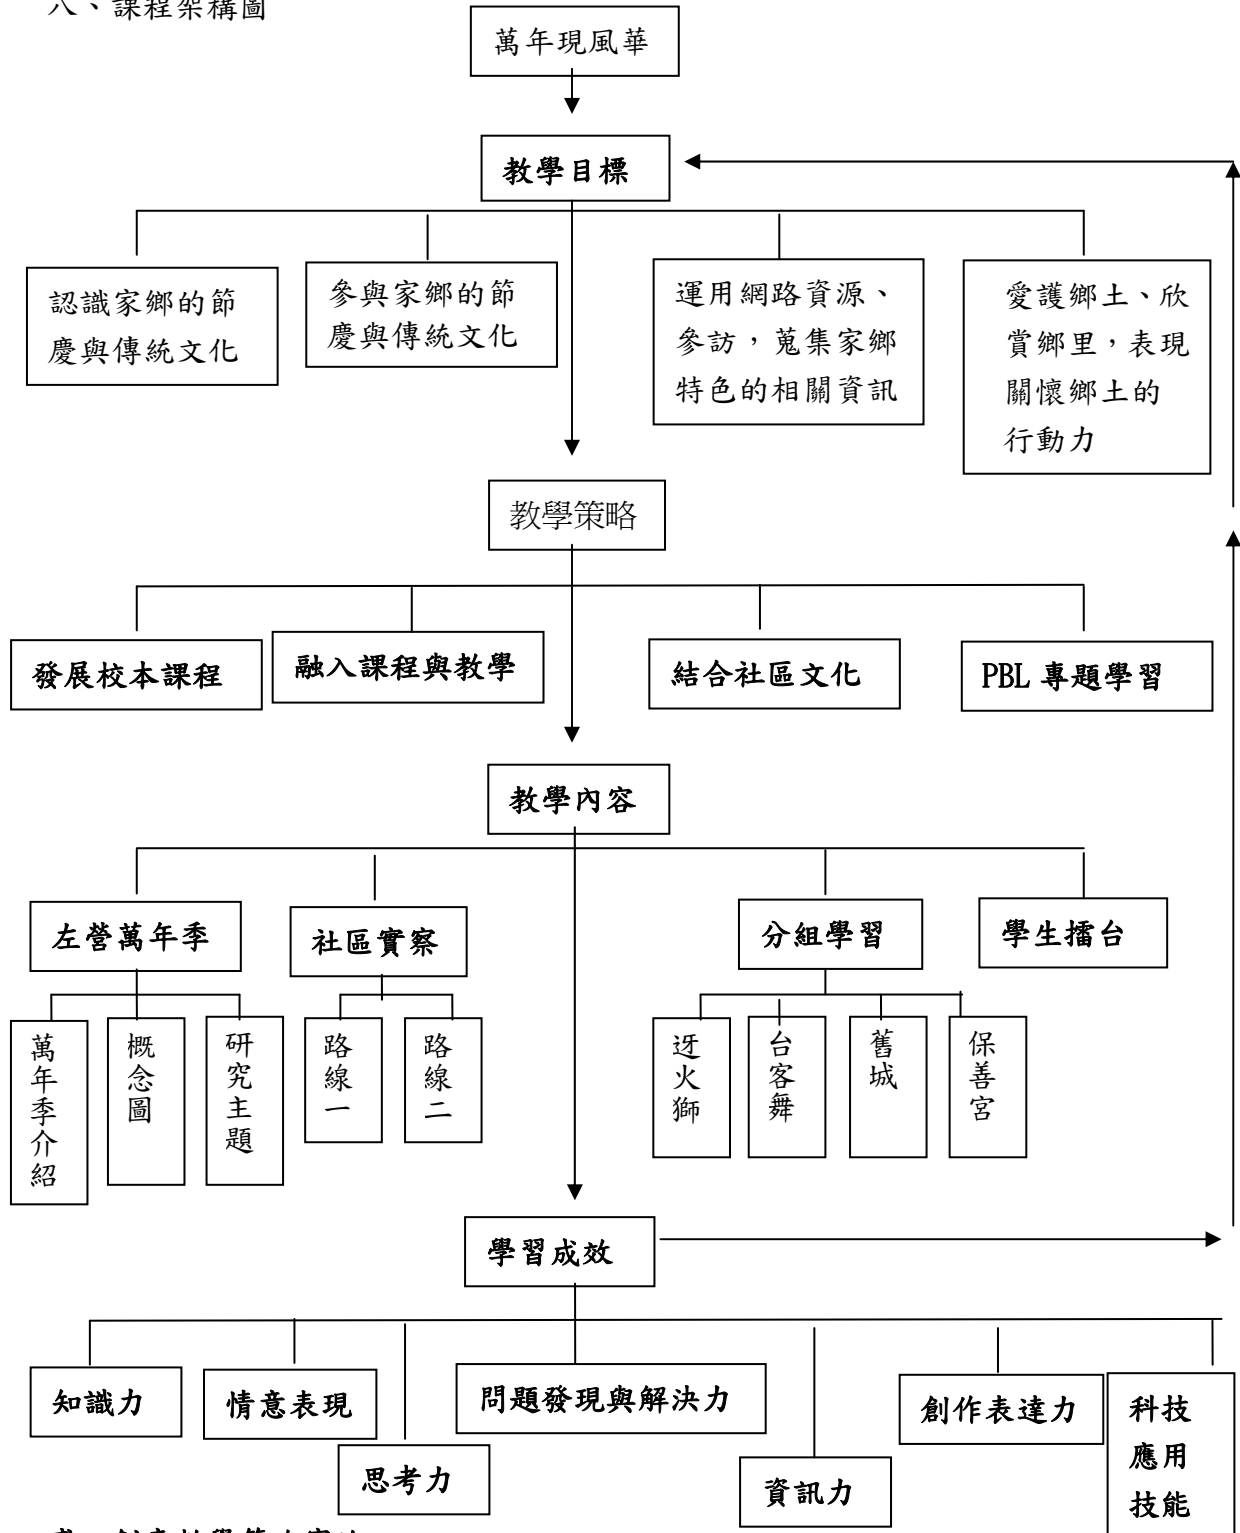 八、課程架構圖
萬年現風華
教學目標
認識家鄉的節
慶與傳統文化
參與家鄉的節
慶與傳統文化
運用網路資源、
參訪，蒐集家鄉
特色的相關資訊
愛護鄉土、欣
賞鄉里，表現
關懷鄉土的
行動力
教學策略
發展校本課程
融入課程與教學
結合社區文化
PBL 專題學習
教學內容
左營萬年季
社區實察
分組學習
學生擂台
萬年季介紹
概念圖
研究主題
路線一
路線二
迓火獅
台客舞
舊城
保善宮
學習成效
知識力
情意表現
思考力
問題發現與解決力
資訊力
創作表達力
科技
應用
技能